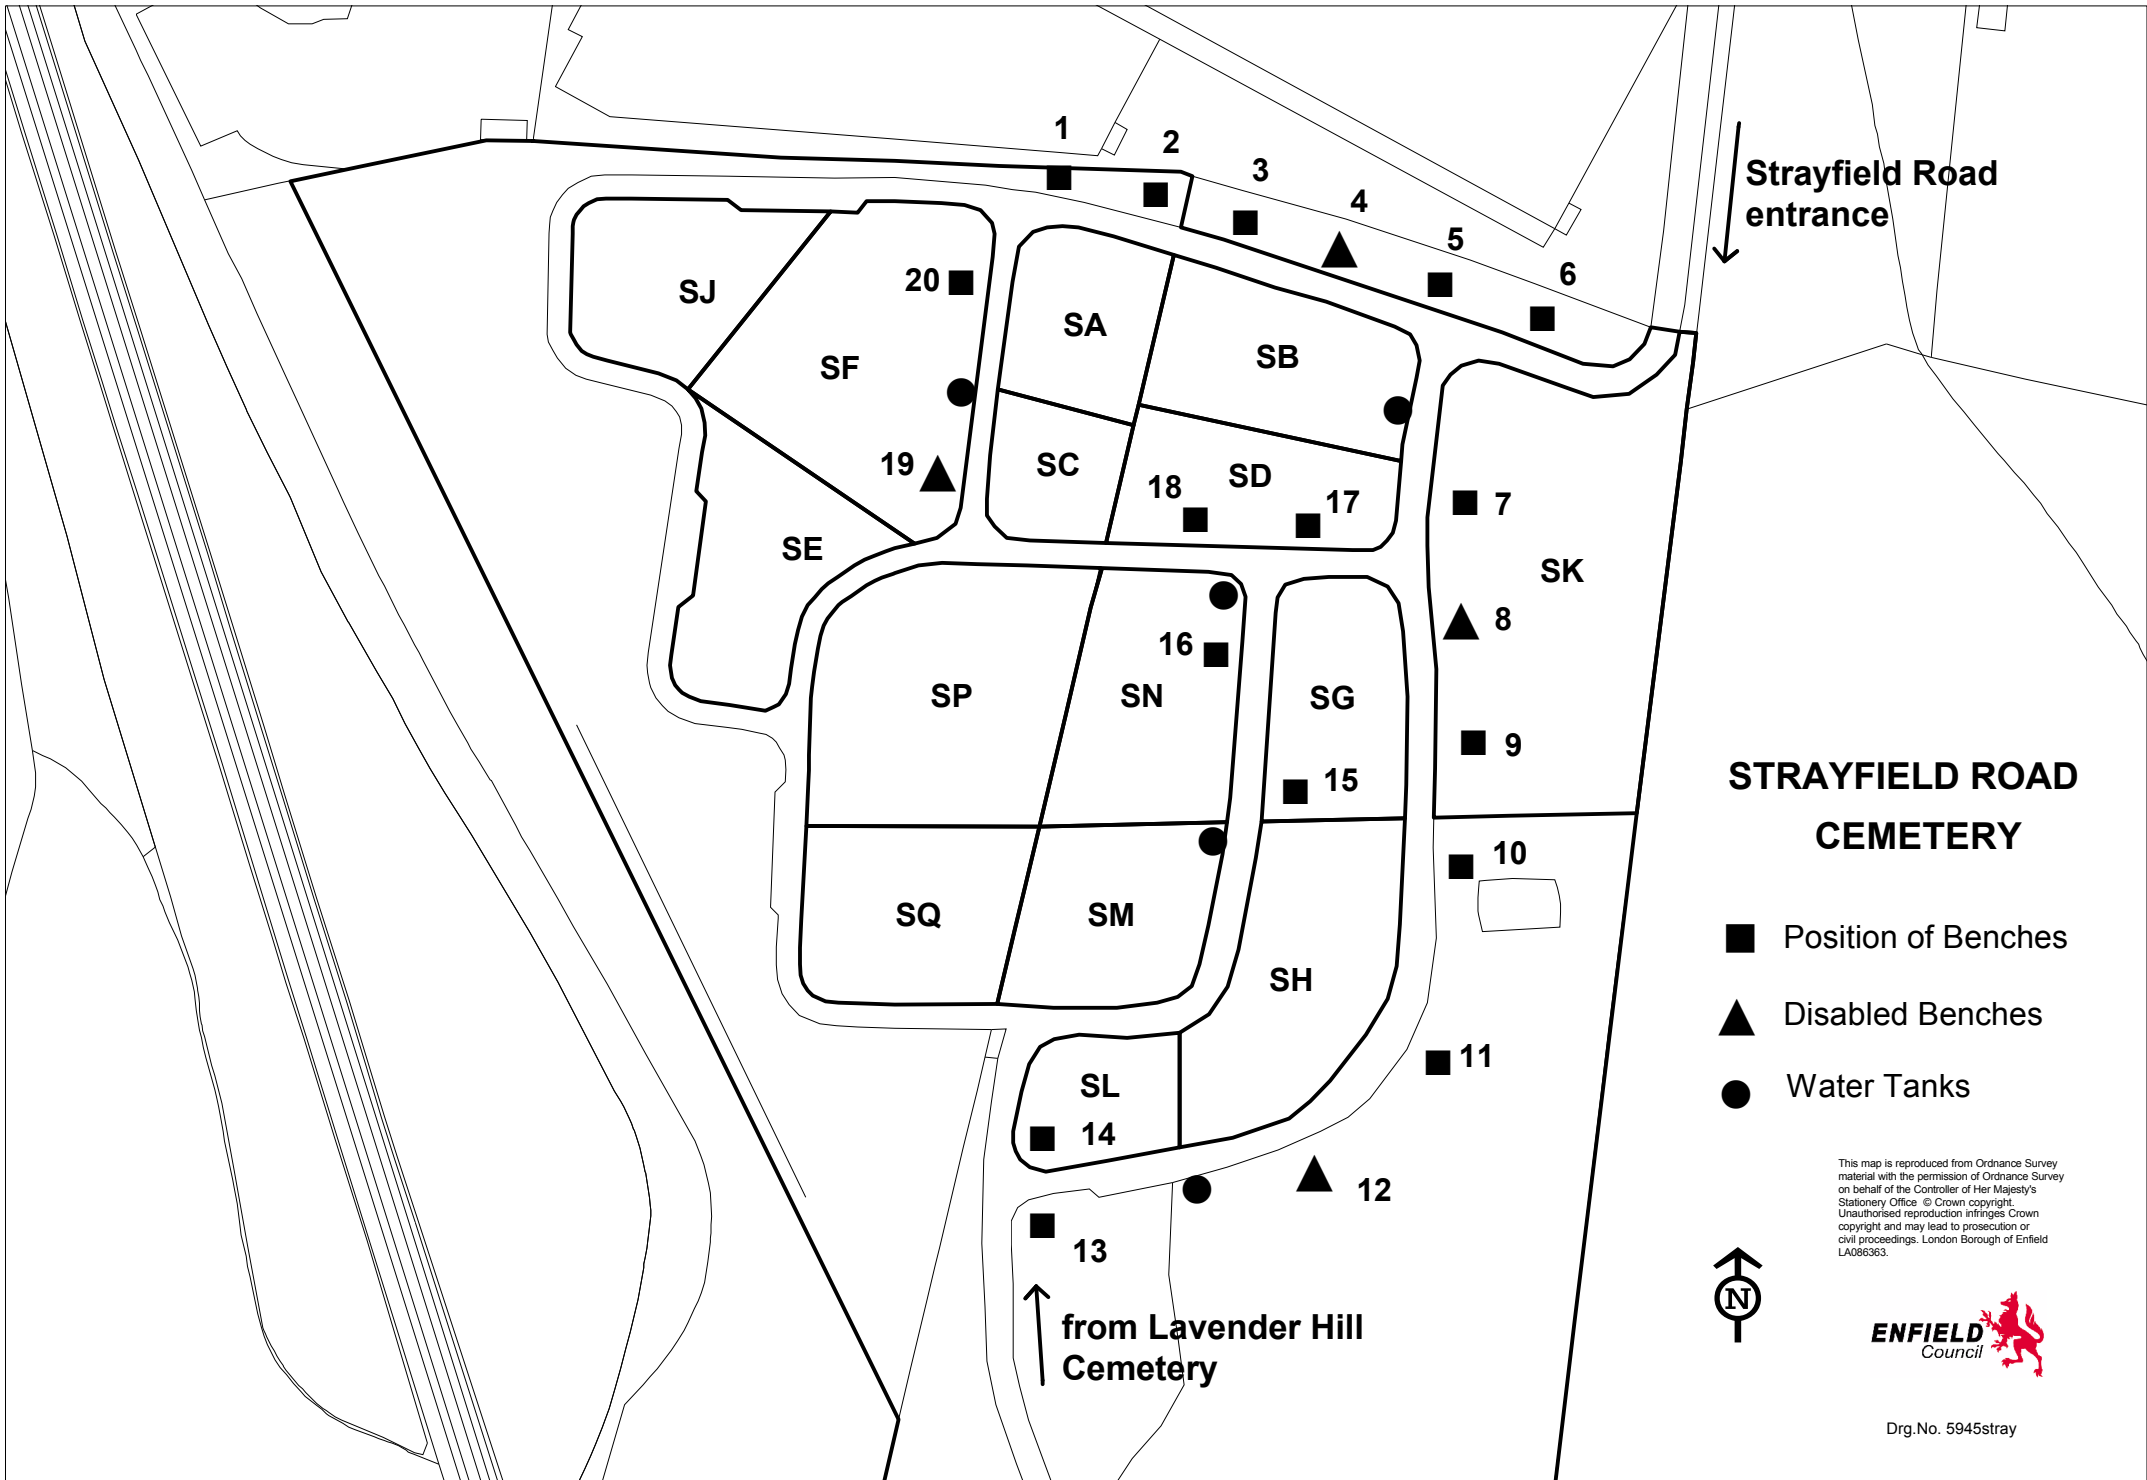 1
2
3
4
5
6
Strayfield Road
entrance
20
SJ
SA
SB
SF
19
SC
SD
18
17
7
SE
SK
8
16
SP
SN
SG
9
15
STRAYFIELD ROAD
CEMETERY
10
SQ
SM
Position of Benches
SH
Disabled Benches
11
SL
Water Tanks
14
12
13
This map is reproduced from Ordnance Survey
material with the permission of Ordnance Survey
on behalf of the Controller of Her Majesty's
Stationery Office © Crown copyright.
Unauthorised reproduction infringes Crown
copyright and may lead to prosecution or
civil proceedings. London Borough of Enfield
LA086363.
N
from Lavender Hill
Cemetery
ENFIELD
Council
Drg.No. 5945stray